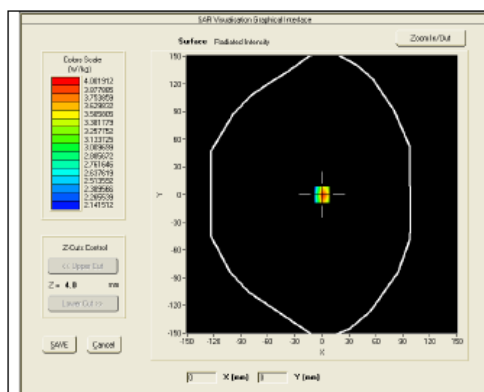 SAR Visualisation Graphical Interface
Surface Radiated Intensity
Zoom In/Out
Colors Scale
(W/kg)
4.001912
3.877885
3.753859
3.629832
3.505805
3.381779
3.257752
3.133725
3.009699
2.885672
2.761646
2.637619
2.513592
2.389566
2.265539
2.141512
150
120
90
60
30
0
-30
-60
-90
-120
-150
Y
-150 -120 -90 -60 -30 0 30 60 90 120 150
X
Z-Cuts Control
<< Upper Cut
Z = 4.0 mm
Lower Cut >>
SAVE Cancel
0 X (mm) 0 Y (mm)